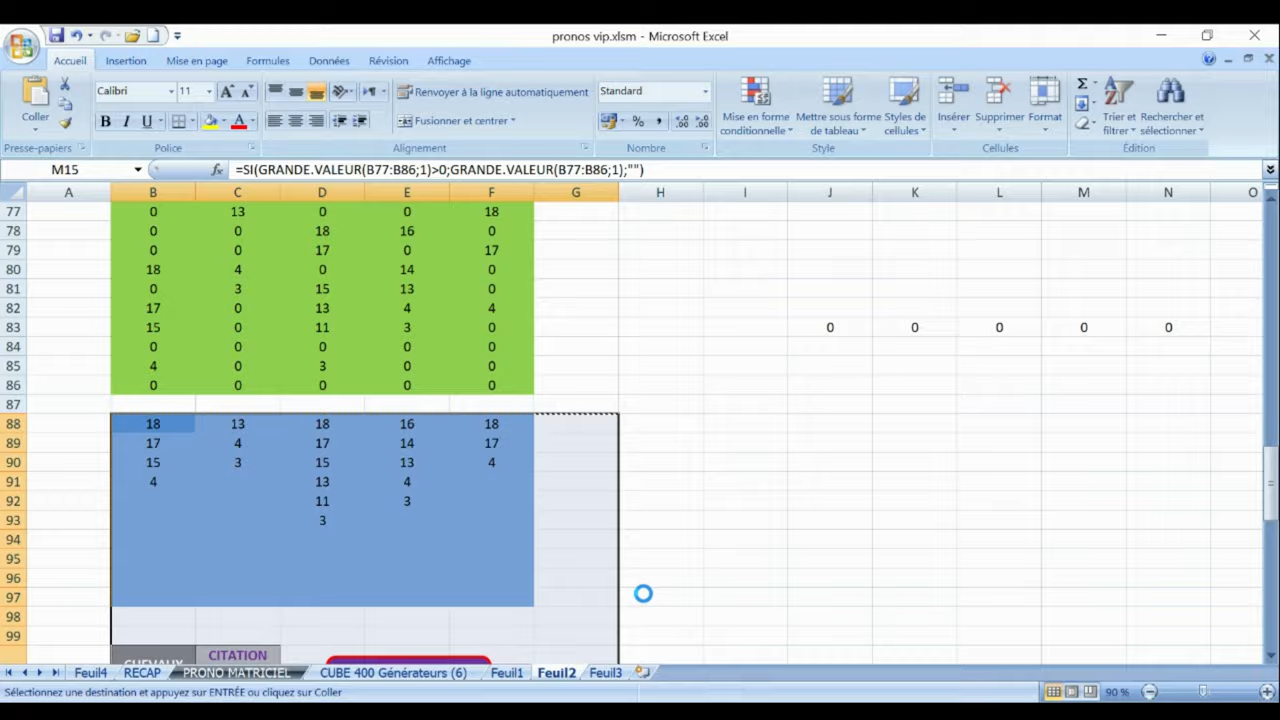 pronos vip.xlsm - Microsoft Excel
Accueil Insertion Mise en page Formules Données Révision Affichage
Coller
Calibri 11
Renvoyer à la ligne automatiquement
Fusionner et centrer
Standard
% 000
Mise en forme conditionnelle
Mettre sous forme de tableau
Styles de cellules
Insérer Supprimer Format
Trier et filtrer
Rechercher et sélectionner
Presse-papiers Police Alignement Nombre Style Cellules Édition
M15 fx =SI(GRANDE.VALEUR(B77:B86;1)>0;GRANDE.VALEUR(B77:B86;1);"")
A B C D E F G H I J K L M N O
77 0 13 0 0 18
78 0 0 18 16 0
79 0 0 17 0 17
80 18 4 0 14 0
81 0 3 15 13 0
82 17 0 13 4 4
83 15 0 11 3 0 0 0 0 0 0
84 0 0 0 0 0
85 4 0 3 0 0
86 0 0 0 0 0
87
88 18 13 18 16 18
89 17 4 17 14 17
90 15 3 15 13 4
91 4 13 4
92 11 3
93 3
94
95
96
97
98
99
CHEVAUX CITATION
Feuil4 RECAP PRONO MATRICIEL CUBE 400 Générateurs (6) Feuil1 Feuil2 Feuil3
Sélectionnez une destination et appuyez sur ENTRÉE ou cliquez sur Coller 90 %